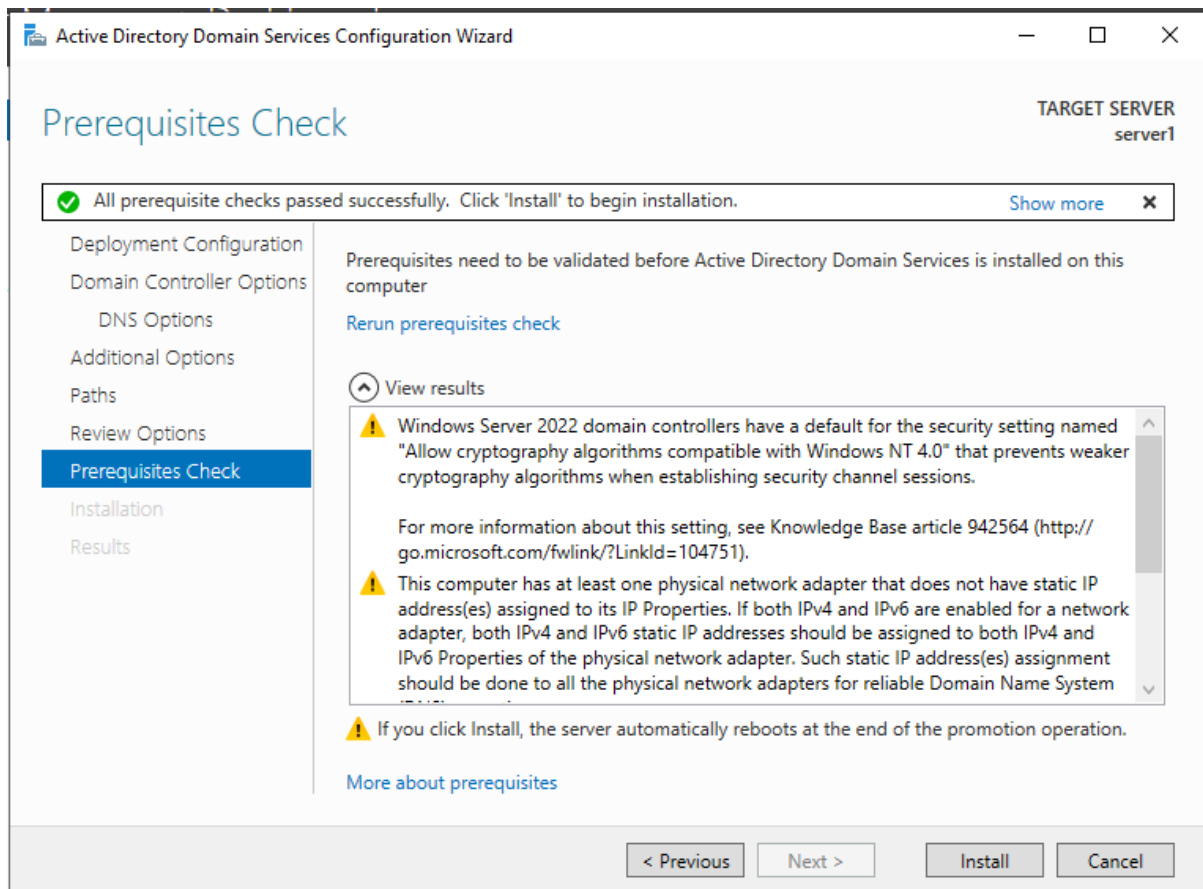 Active Directory Domain Services Configuration Wizard
Prerequisites Check
TARGET SERVER
server1
All prerequisite checks passed successfully. Click 'Install' to begin installation.
Show more
Deployment Configuration
Domain Controller Options
DNS Options
Additional Options
Paths
Review Options
Prerequisites Check
Installation
Results
Prerequisites need to be validated before Active Directory Domain Services is installed on this
computer
Rerun prerequisites check
View results
Windows Server 2022 domain controllers have a default for the security setting named
"Allow cryptography algorithms compatible with Windows NT 4.0" that prevents weaker
cryptography algorithms when establishing security channel sessions.
For more information about this setting, see Knowledge Base article 942564 (http://
go.microsoft.com/fwlink/?LinkId=104751).
This computer has at least one physical network adapter that does not have static IP
address(es) assigned to its IP Properties. If both IPv4 and IPv6 are enabled for a network
adapter, both IPv4 and IPv6 static IP addresses should be assigned to both IPv4 and
IPv6 Properties of the physical network adapter. Such static IP address(es) assignment
should be done to all the physical network adapters for reliable Domain Name System
If you click Install, the server automatically reboots at the end of the promotion operation.
More about prerequisites
< Previous
Next >
Install
Cancel